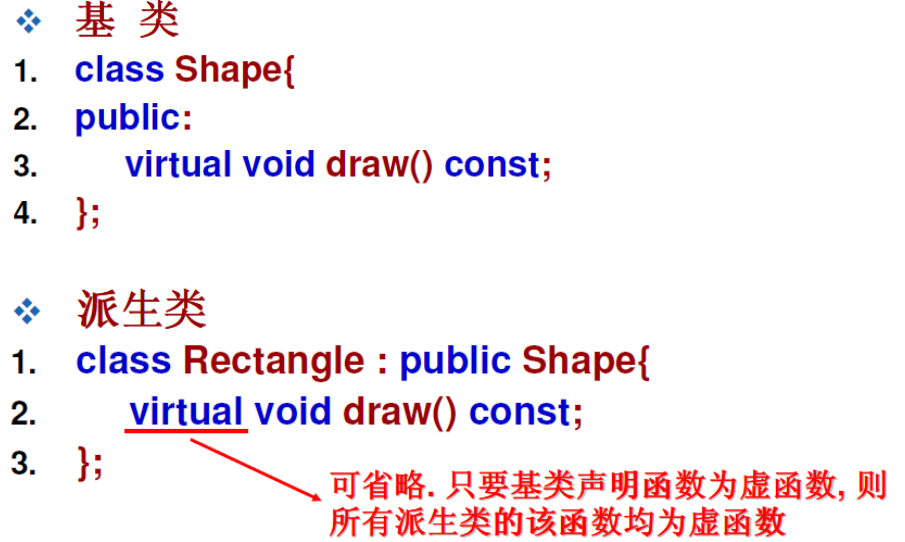 ❖ 基 类
1. class Shape{
2. public:
3. virtual void draw() const;
4. };
❖ 派生类
1. class Rectangle : public Shape{
2. virtual void draw() const;
3. };
可省略. 只要基类声明函数为虚函数, 则
所有派生类的该函数均为虚函数